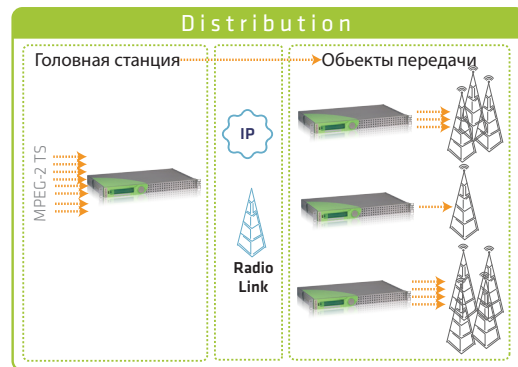 Distribution
Головная станция
Обьекты передачи
IP
MPEG-2 TS
Radio
Link